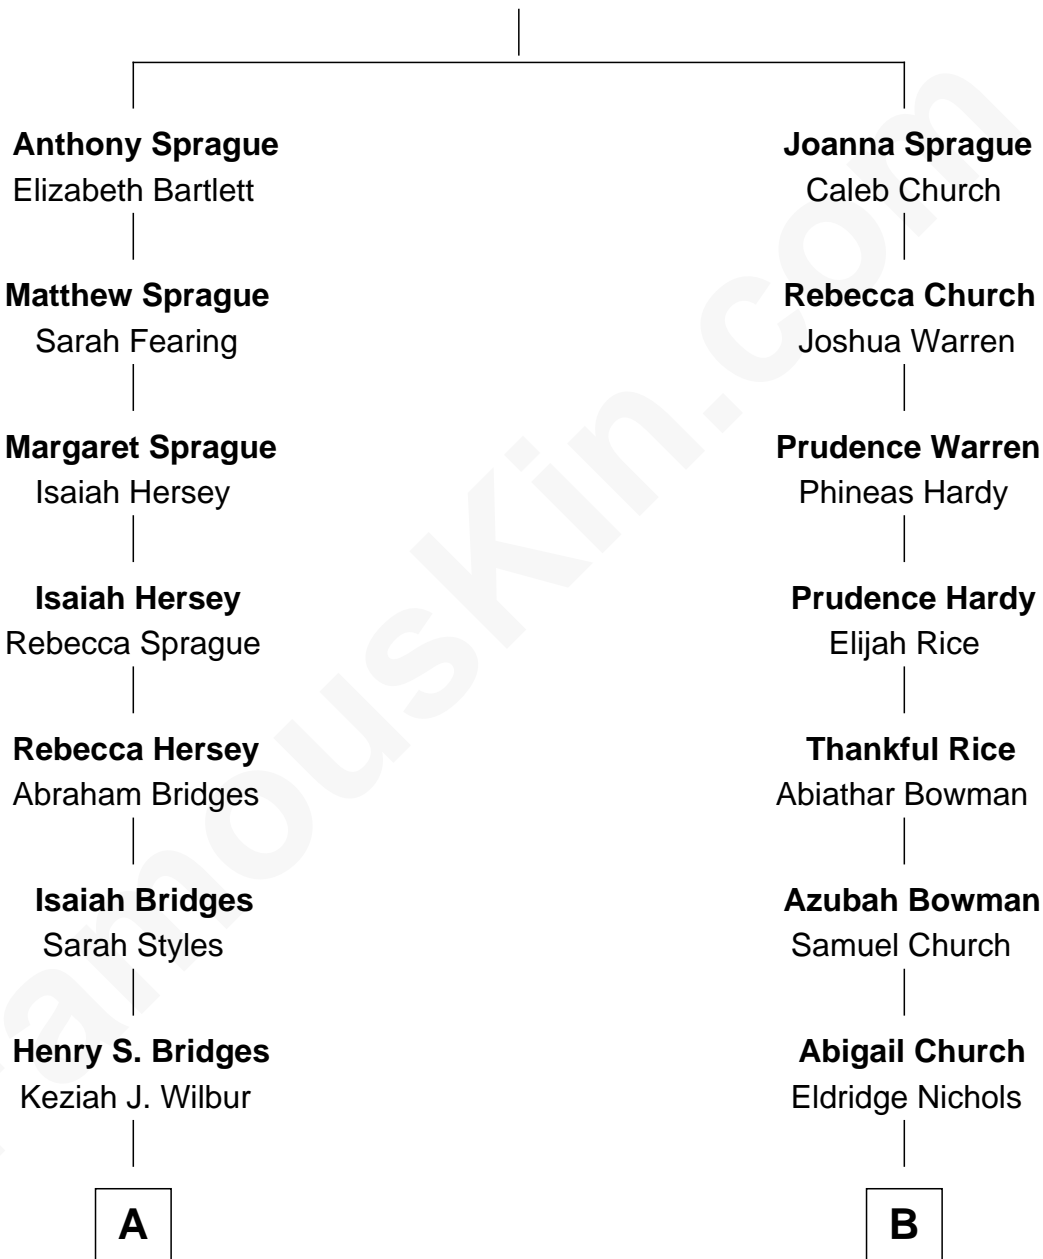 Anthony Sprague
Elizabeth Bartlett
Matthew Sprague
Sarah Fearing
Margaret Sprague
Isaiah Hersey
Isaiah Hersey
Rebecca Sprague
Rebecca Hersey
Abraham Bridges
Isaiah Bridges
Sarah Styles
Henry S. Bridges
Keziah J. Wilbur
A
Joanna Sprague
Caleb Church
Rebecca Church
Joshua Warren
Prudence Warren
Phineas Hardy
Prudence Hardy
Elijah Rice
Thankful Rice
Abiathar Bowman
Azubah Bowman
Samuel Church
Abigail Church
Eldridge Nichols
B
FamousKin.com